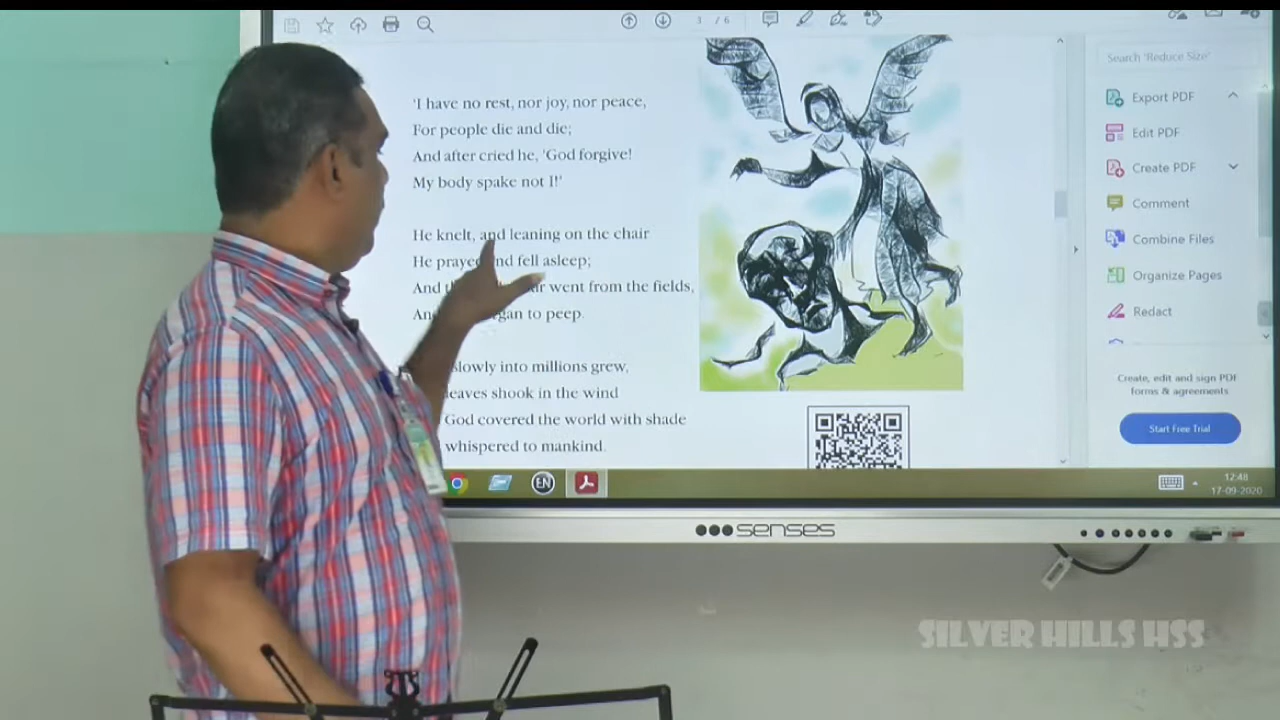 3 / 6
Search 'Reduce Size'
'I have no rest, nor joy, nor peace,
For people die and die;
And after cried he, 'God forgive!
My body spake not I!'
He knelt, and leaning on the chair
He prayed and fell asleep;
And went from the fields,
And to peep.
slowly into millions grew,
leaves shook in the wind
God covered the world with shade
whispered to mankind.
Export PDF
Edit PDF
Create PDF
Comment
Combine Files
Organize Pages
Redact
Create, edit and sign PDF
forms & agreements
Start Free Trial
EN
12:48
17-09-2020
senses
SILVER HILLS HSS